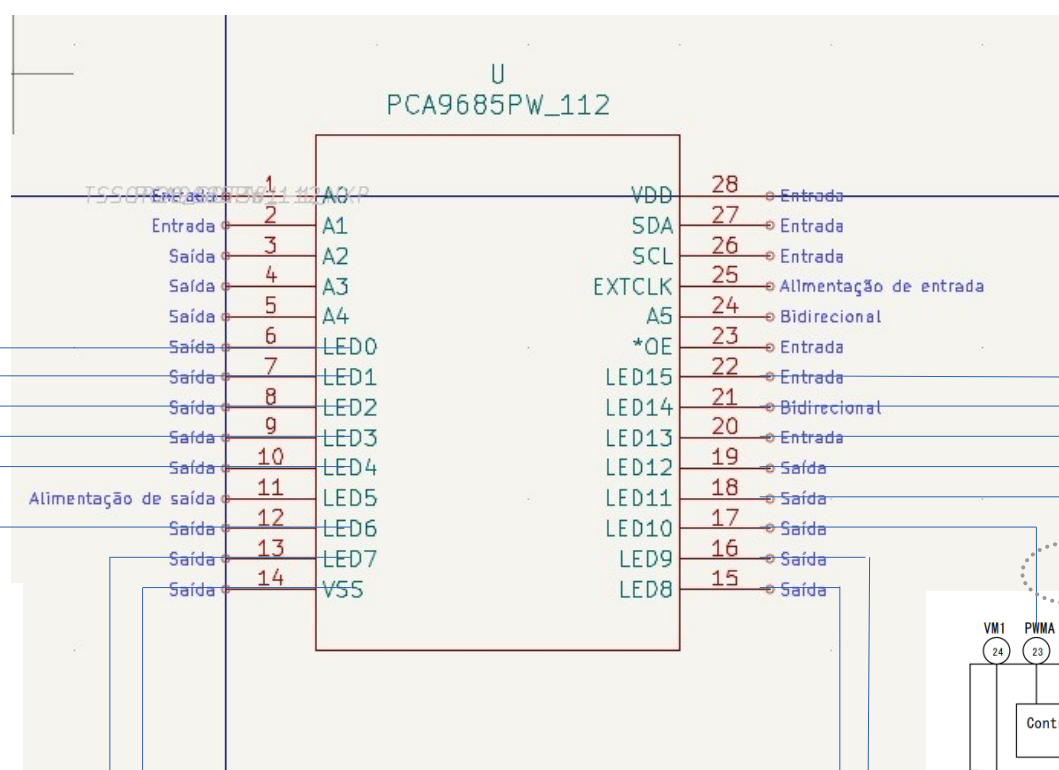 U
PCA9685PW_112
1 A0 VDD 28 Entrada
Entrada 2 A1 SDA 27 Entrada
Saída 3 A2 SCL 26 Entrada
Saída 4 A3 EXTCLK 25 Alimentação de entrada
Saída 5 A4 A5 24 Bidirecional
Saída 6 LED0 *OE 23 Entrada
Saída 7 LED1 LED15 22 Entrada
Saída 8 LED2 LED14 21 Bidirecional
Saída 9 LED3 LED13 20 Entrada
Saída 10 LED4 LED12 19 Saída
Alimentação de saída 11 LED5 LED11 18 Saída
Saída 12 LED6 LED10 17 Saída
Saída 13 LED7 LED9 16 Saída
Saída 14 VSS LED8 15 Saída
VM1 PWMA
24 23